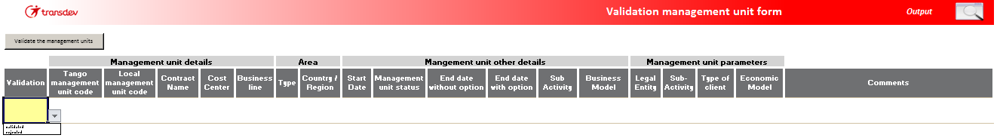 transdev
Validation management unit form
Output
Validate the management units
Management unit details
Area
Mangement unit other details
Management unit parameters
Validation
Tango
management
unit code
Local
management
unit code
Contract
Name
Cost
Center
Business
line
Type
Country /
Region
Start
Date
Management
unit status
End date
without option
End date
with option
Sub
Activity
Business
Model
Legal
Entity
Sub-
Activity
Type of
client
Economic
Model
Comments
validated
rejected